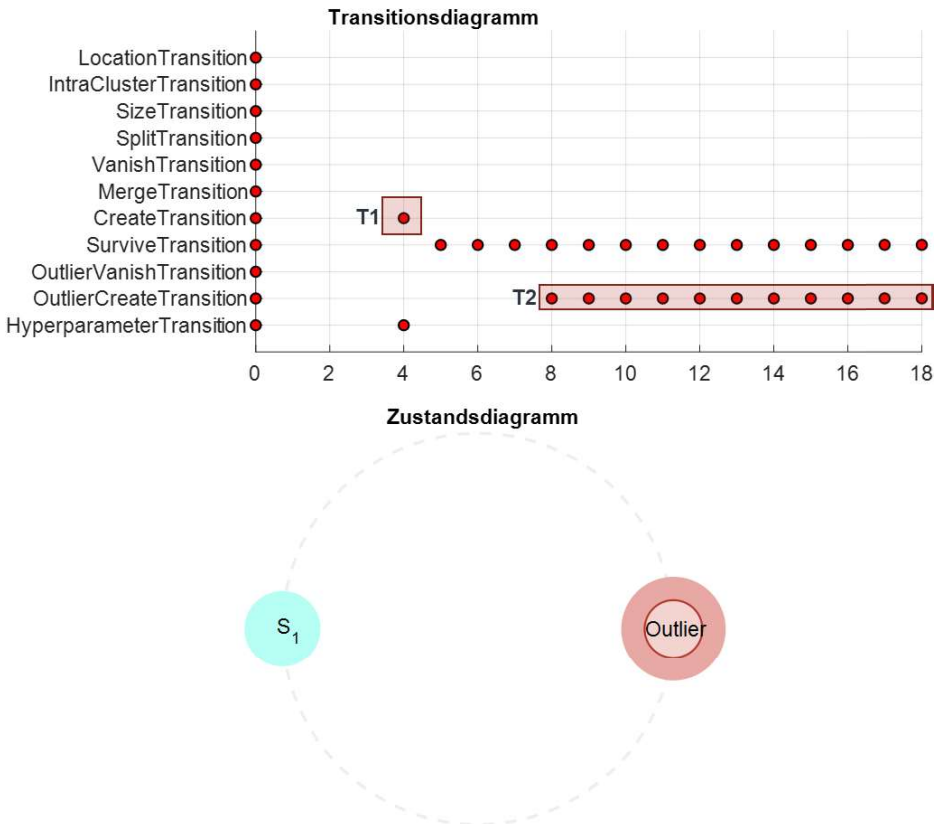 Transitionsdiagramm
LocationTransition
IntraClusterTransition
SizeTransition
SplitTransition
VanishTransition
MergeTransition
CreateTransition
T1
SurviveTransition
OutlierVanishTransition
OutlierCreateTransition
T2
HyperparameterTransition
0 2 4 6 8 10 12 14 16 18
Zustandsdiagramm
S1
Outlier